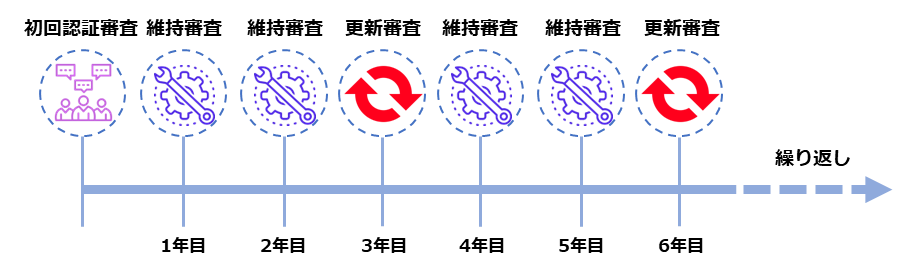 初回認証審査 維持審査 維持審査 更新審査 維持審査 維持審査 更新審査
繰り返し
1年目 2年目 3年目 4年目 5年目 6年目